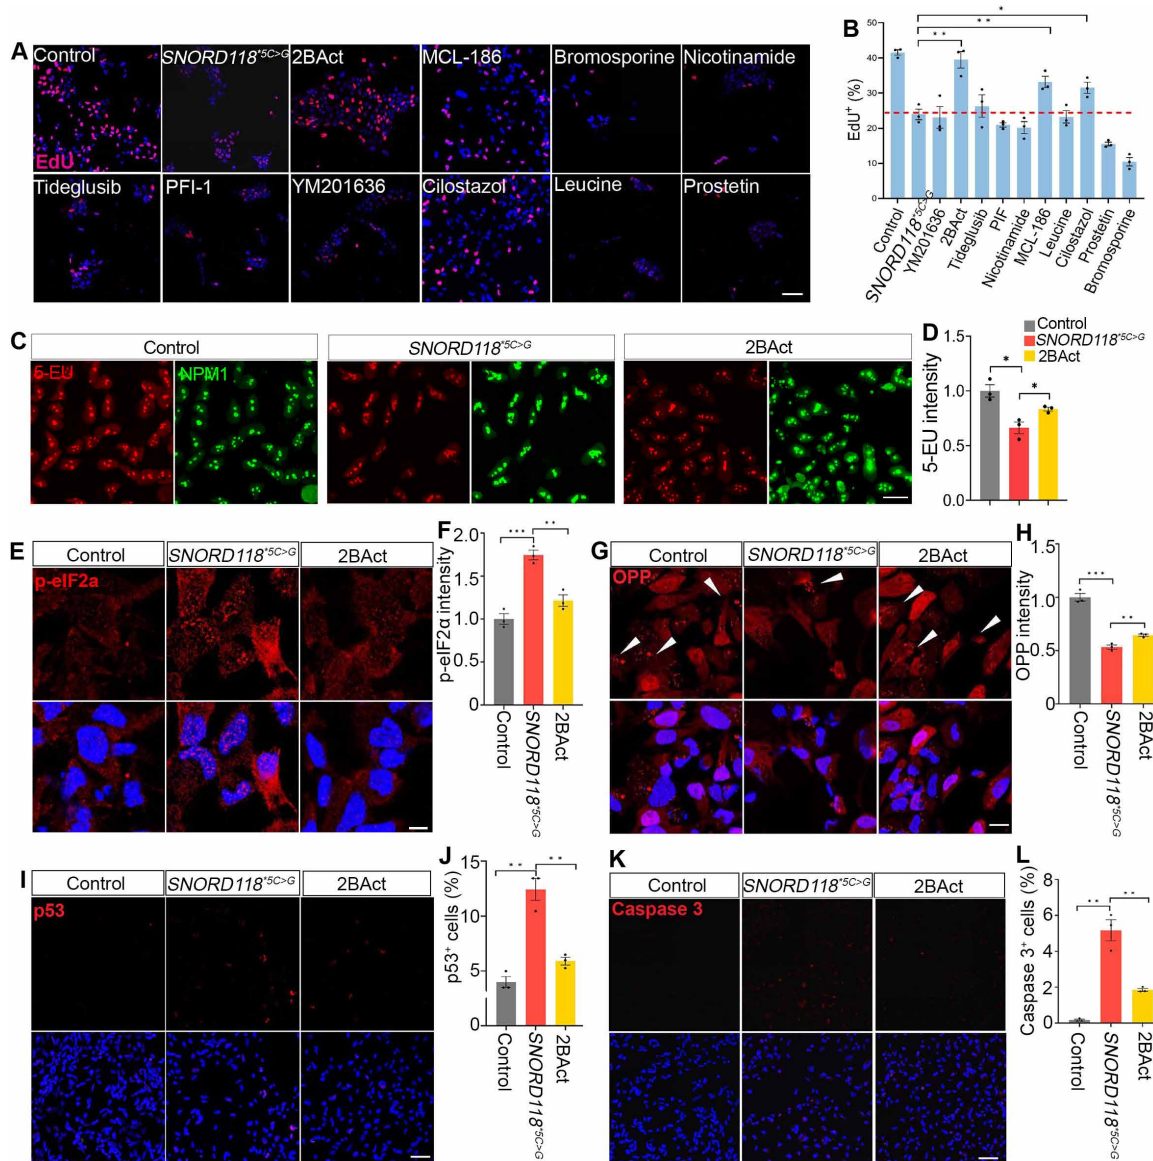 A
Control
SNORD118*5C>G
2BAct
MCL-186
Bromosporine
Nicotinamide
EdU
Tideglusib
PFI-1
YM201636
Cilostazol
Leucine
Prostetin
B
EdU+ (%)
50
40
30
20
10
0
* *
* *
*
Control
SNORD118*5C>G
YM201636
2BAct
Tideglusib
PIF
Nicotinamide
MCL-186
Leucine
Cilostazol
Prostetin
Bromosporine
C
Control
SNORD118*5C>G
2BAct
5-EU
NPM1
D
Control
SNORD118*5C>G
2BAct
5-EU intensity
1.5
1.0
0.5
0.0
*
*
E
Control
SNORD118*5C>G
2BAct
p-eIF2a
F
p-eIF2α intensity
2.0
1.5
1.0
0.5
0
***
* *
Control
SNORD118*5C>G
2BAct
G
Control
SNORD118*5C>G
2BAct
OPP
H
OPP intensity
1.5
1.0
0.5
0
* * *
* *
Control
SNORD118*5C>G
2BAct
I
Control
SNORD118*5C>G
2BAct
p53
J
p53+ cells (%)
15
10
5
0
* *
* *
Control
SNORD118*5C>G
2BAct
K
Control
SNORD118*5C>G
2BAct
Caspase 3
L
Caspase 3+ cells (%)
8
6
4
2
0
* *
* *
Control
SNORD118*5C>G
2BAct